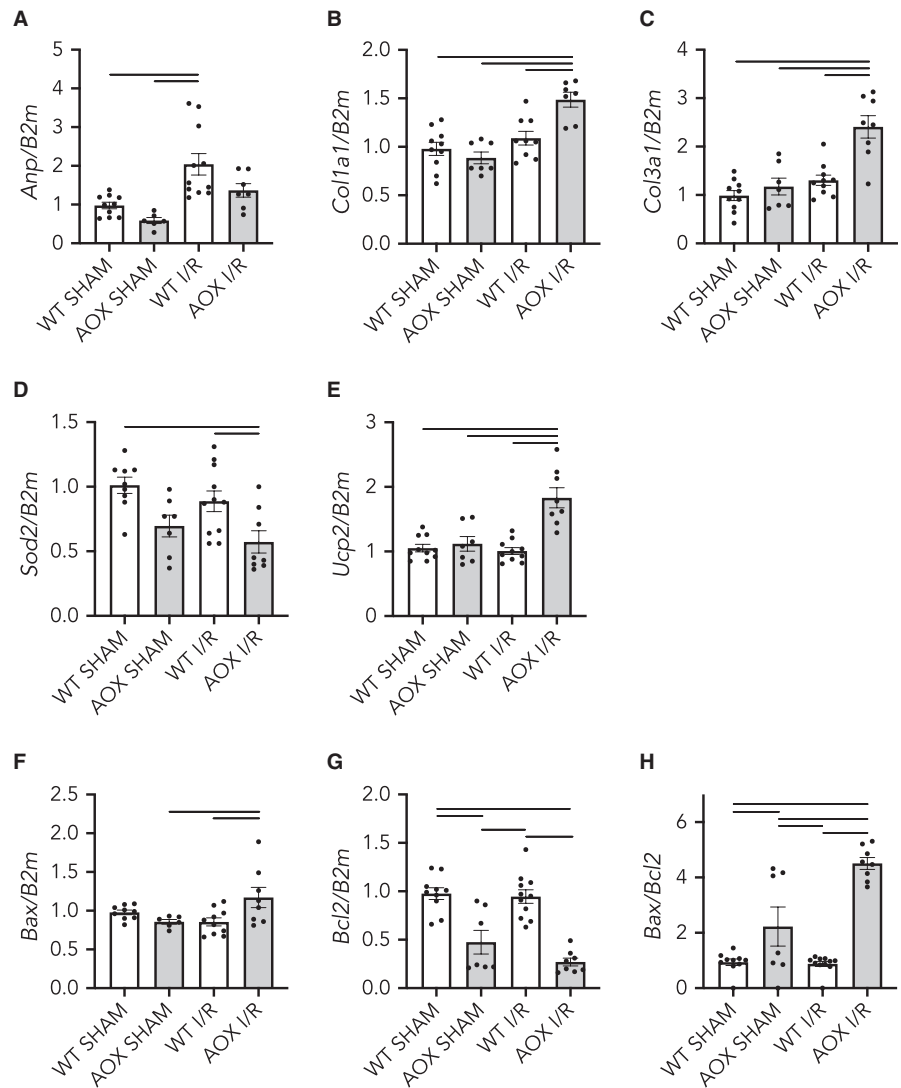 A
Anp/B2m
5
4
3
2
1
0
WT SHAM
AOX SHAM
WT I/R
AOX I/R
B
Col1a1/B2m
2.0
1.5
1.0
0.5
0.0
WT SHAM
AOX SHAM
WT I/R
AOX I/R
C
Col3a1/B2m
4
3
2
1
0
WT SHAM
AOX SHAM
WT I/R
AOX I/R
D
Sod2/B2m
1.5
1.0
0.5
0.0
WT SHAM
AOX SHAM
WT I/R
AOX I/R
E
Ucp2/B2m
3
2
1
0
WT SHAM
AOX SHAM
WT I/R
AOX I/R
F
Bax/B2m
2.5
2.0
1.5
1.0
0.5
0.0
WT SHAM
AOX SHAM
WT I/R
AOX I/R
G
Bcl2/B2m
2.0
1.5
1.0
0.5
0.0
WT SHAM
AOX SHAM
WT I/R
AOX I/R
H
Bax/Bcl2
6
4
2
0
WT SHAM
AOX SHAM
WT I/R
AOX I/R